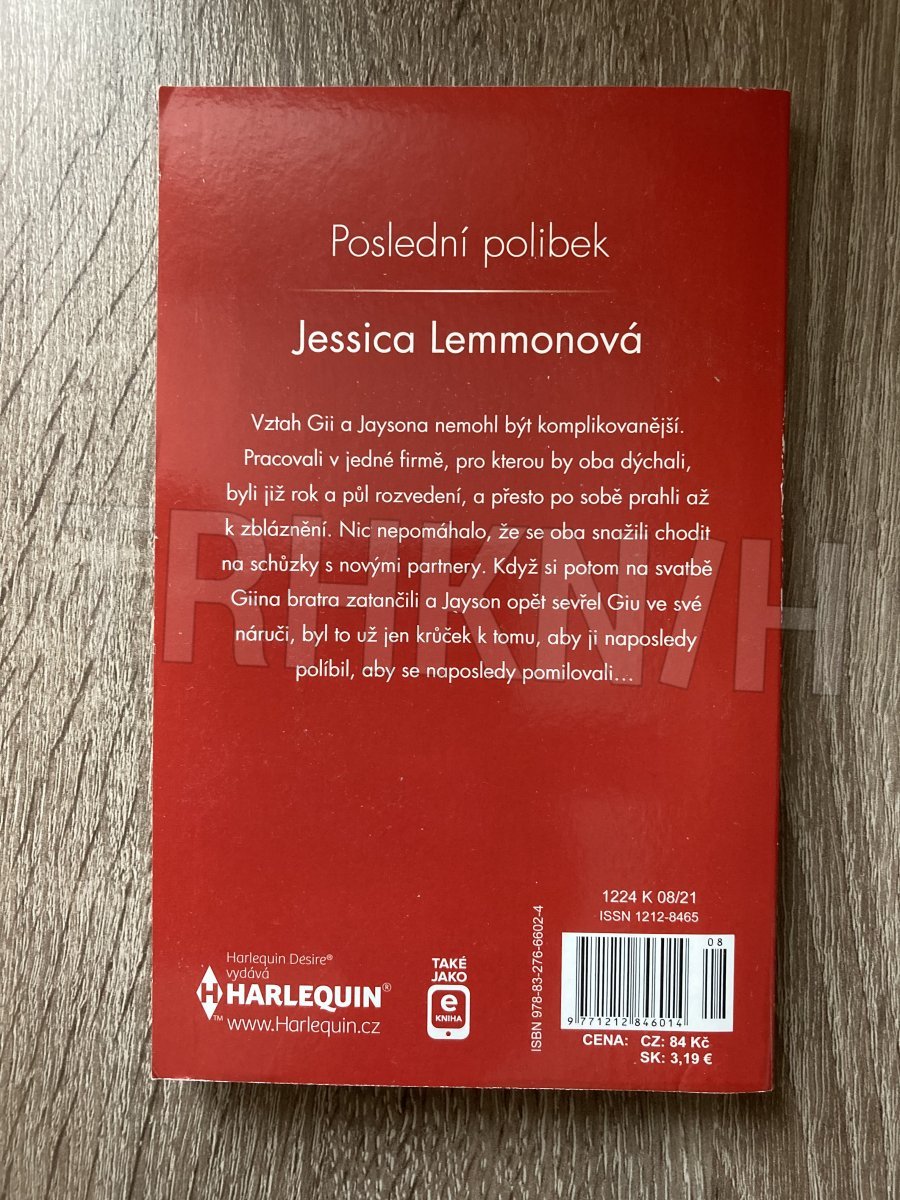 Poslední polibek
Jessica Lemmonová
Vztah Gii a Jaysona nemohl být komplikovanější.
Pracovali v jedné firmě, pro kterou by oba dýchali,
byli již rok a půl rozvedení, a přesto po sobě prahli až
k zbláznění. Nic nepomáhalo, že se oba snažili chodit
na schůzky s novými partnery. Když si potom na svatbě
Giina bratra zatančili a Jayson opět sevřel Giu ve své
náruči, byl to už jen krůček k tomu, aby ji naposledy
políbil, aby se naposledy pomilovali...
RHKN/H
Harlequin Desire®
vydává
H HARLEQUIN®
™ www.Harlequin.cz
TAKÉ
JAKO
e
KNIHA
ISBN 978-83-276-6602-4
1224 K 08/21
ISSN 1212-8465
08
9 771212 846014
CENA: CZ: 84 Kč
SK: 3,19 €